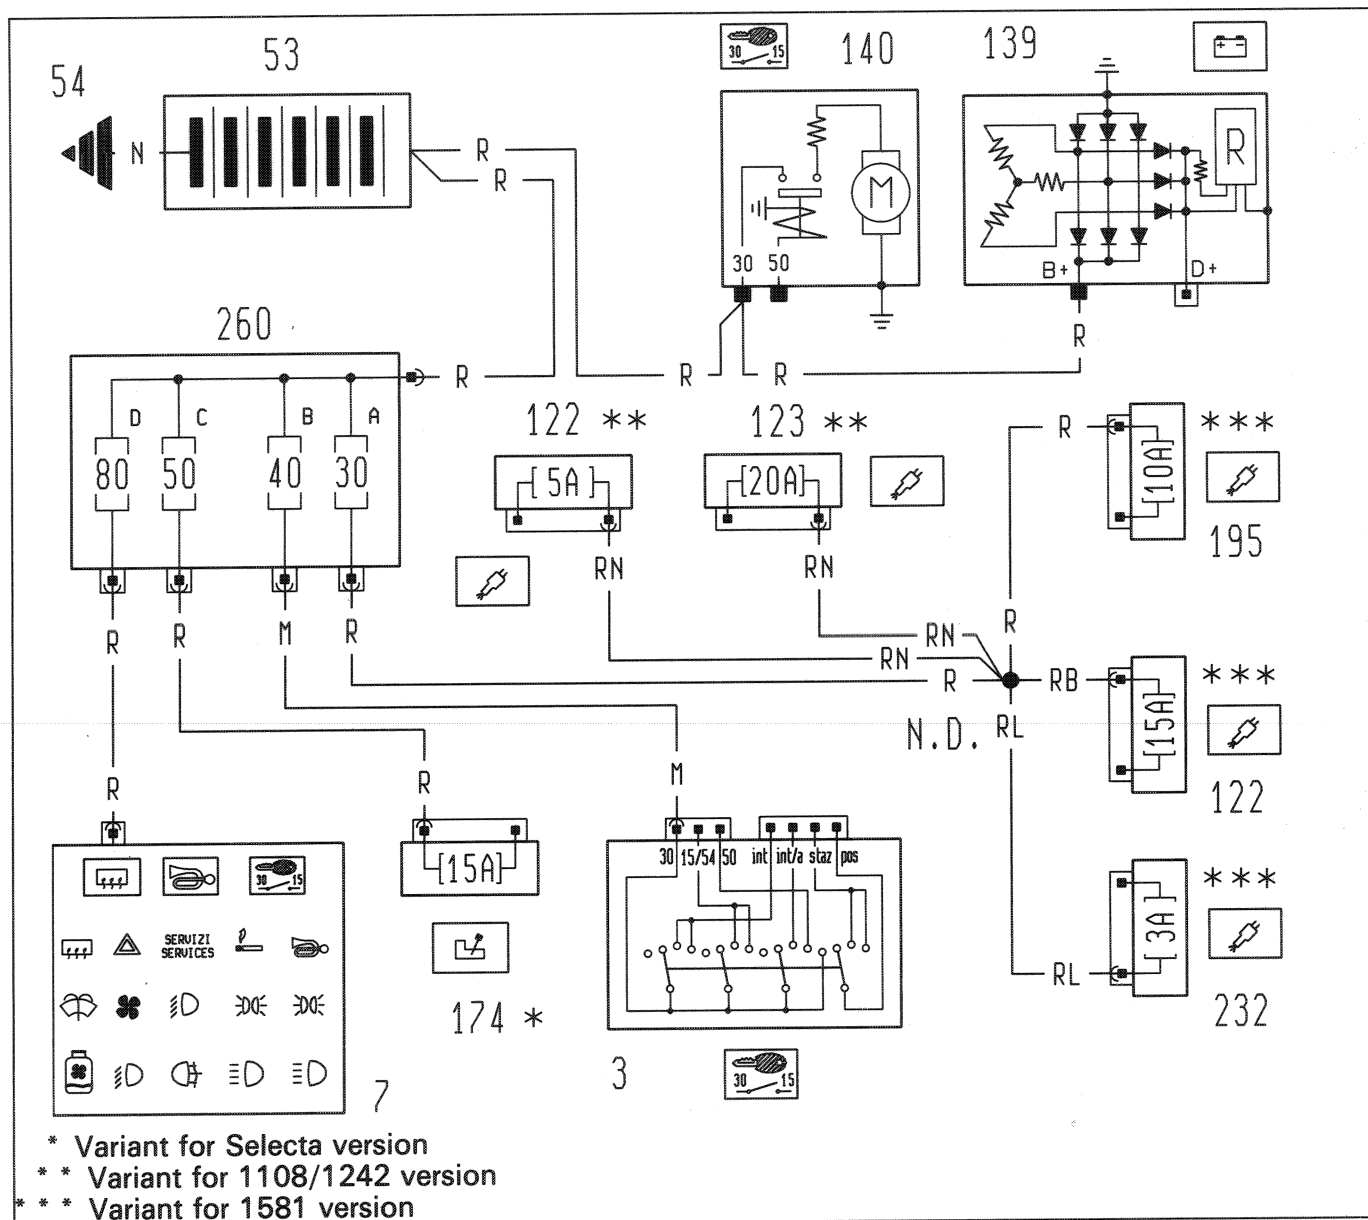 53
54
N
R
R
30 15
140
139
M
R
30 50
B+
D+
R
260
R
R
R
D C B A
80 50 40 30
122 **
[5A]
RN
123 **
[20A]
RN
R
***
[10A]
195
R R M R
RN
RN
R
R
RB
***
[15A]
122
N.D.
RL
R
R
M
[15A]
174 *
30 15/54 50 int int/a staz pos
3
30 15
RL
***
[3A]
232
30 15
SERVIZI
SERVICES
7
* Variant for Selecta version
** Variant for 1108/1242 version
*** Variant for 1581 version